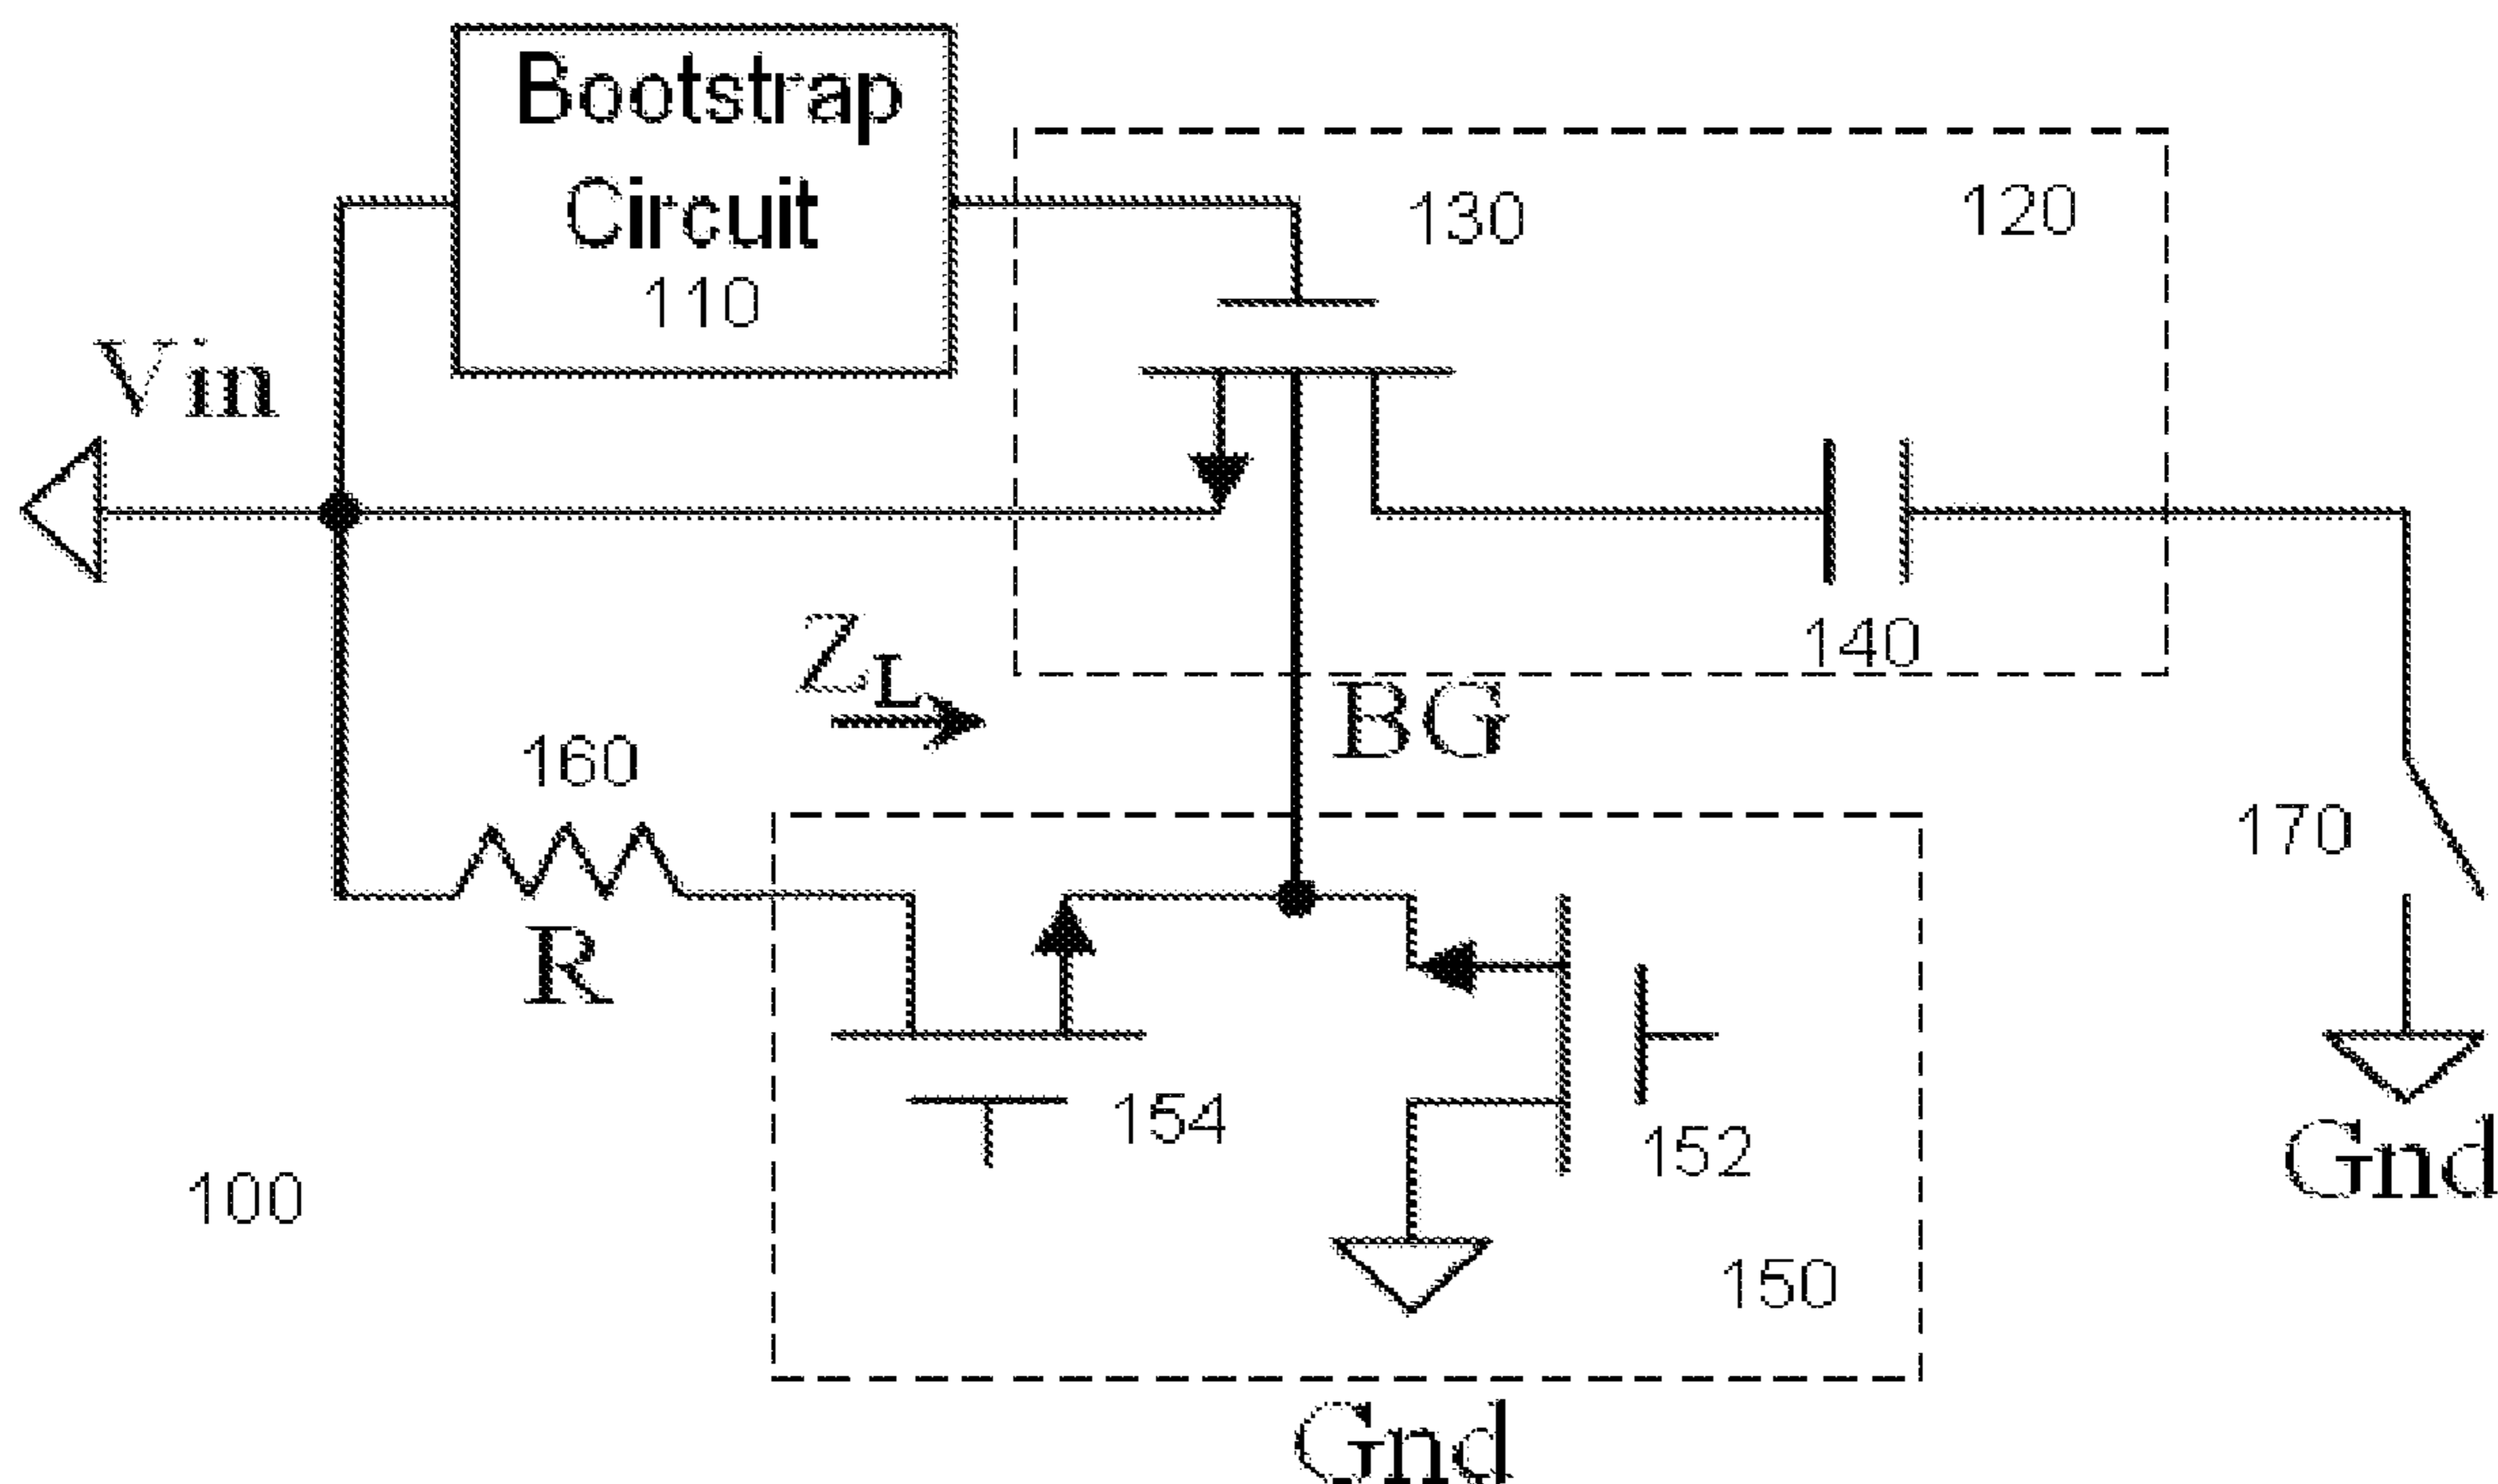 Bootstrap
Circuit
110
130
120
Vin
140
ZL
BG
160
170
R
154
152
100
Gnd
150
Gnd